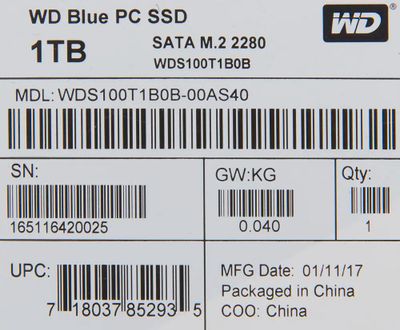 WD Blue PC SSD
WD
1TB
SATA M.2 2280
WDS100T1B0B
MDL: WDS100T1B0B-00AS40
SN:
165116420025
GW:KG
0.040
Qty:
1
UPC:
7 18037 85293 5
MFG Date: 01/11/17
Packaged in China
COO: China